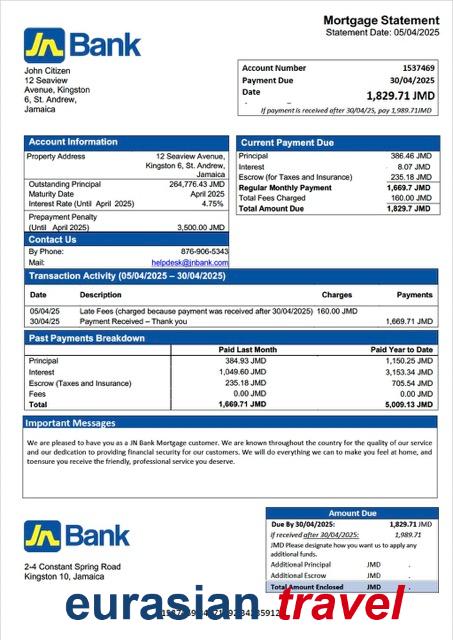 Mortgage Statement
Statement Date: 05/04/2025
JN Bank
John Citizen
12 Seaview
Avenue, Kingston
6, St. Andrew,
Jamaica
Account Number 1537469
Payment Due 30/04/2025
Date 1,829.71 JMD
If payment is received after 30/04/25, pay 1,989.71JMD
Account Information
Property Address 12 Seaview Avenue,
Kingston 6, St. Andrew,
Jamaica
Outstanding Principal 264,776.43 JMD
Maturity Date April 2025
Interest Rate (Until April 2025) 4.75%
Prepayment Penalty
(Until April 2025) 3,500.00 JMD
Contact Us
By Phone: 876-906-5343
Mail: helpdesk@jnbank.com
Current Payment Due
Principal 386.46 JMD
Interest 8.07 JMD
Escrow (for Taxes and Insurance) 235.18 JMD
Regular Monthly Payment 1,669.7 JMD
Total Fees Charged 160.00 JMD
Total Amount Due 1,829.7 JMD
Transaction Activity (05/04/2025 – 30/04/2025)
Date Description Charges Payments
05/04/25 Late Fees (charged because payment was received after 30/04/2025) 160.00 JMD
30/04/25 Payment Received – Thank you 1,669.71 JMD
Past Payments Breakdown
Paid Last Month Paid Year to Date
Principal 384.93 JMD 1,150.25 JMD
Interest 1,049.60 JMD 3,153.34 JMD
Escrow (Taxes and Insurance) 235.18 JMD 705.54 JMD
Fees 0.00 JMD 0.00 JMD
Total 1,669.71 JMD 5,009.13 JMD
Important Messages
We are pleased to have you as a JN Bank Mortgage customer. We are known throughout the country for the quality of our service
and our dedication to providing financial security for our customers. We will do everything we can to make you feel at home, and
toensure you receive the friendly, professional service you deserve.
JN Bank
2-4 Constant Spring Road
Kingston 10, Jamaica
Amount Due
Due By 30/04/2025: 1,829.71 JMD
if received after 30/04/2025: 1,989.71
JMD Please designate how you want us to apply any
additional funds.
Additional Principal JMD .
Additional Escrow JMD .
Total Amount Enclosed JMD .
eurasian travel